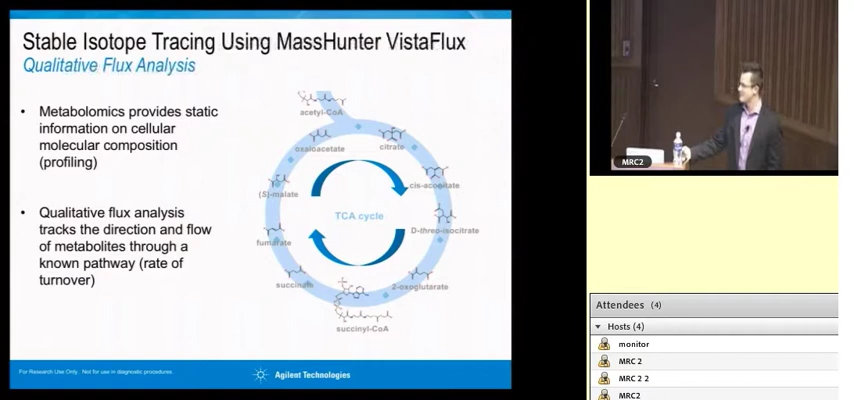 Stable Isotope Tracing Using MassHunter VistaFlux
Qualitative Flux Analysis
• Metabolomics provides static
information on cellular
molecular composition
(profiling)
• Qualitative flux analysis
tracks the direction and flow
of metabolites through a
known pathway (rate of
turnover)
acetyl-CoA
oxaloacetate
citrate
cis-aconitate
(S)-malate
TCA cycle
D-threo-isocitrate
fumarate
succinate
2-oxoglutarate
succinyl-CoA
For Research Use Only. Not for use in diagnostic procedures.
Agilent Technologies
MRC2
Attendees (4)
Hosts (4)
monitor
MRC 2
MRC 2 2
MRC2